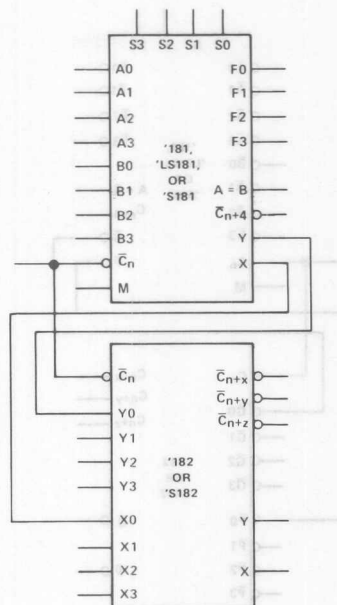 S3 S2 S1 S0
A0 F0
A1 F1
A2 F2
A3 F3
B0 '181,
B1 'LS181, A = B
OR
B2 'S181 C̅n+4
B3 Y
C̅n X
M
C̅n C̅n+x
C̅n+y
Y0 C̅n+z
Y1
Y2 '182
OR
Y3 'S182
X0 Y
X1
X2 X
X3